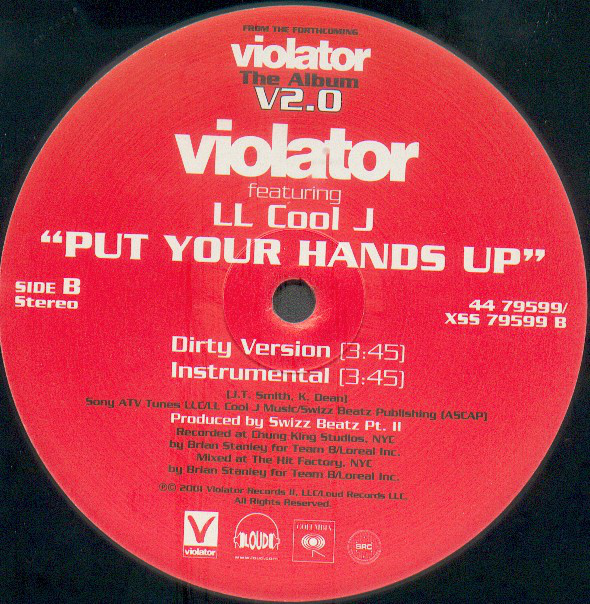 FROM THE FORTHCOMING
violator
The Album
V2.0
violator
featuring
LL Cool J
“PUT YOUR HANDS UP”
SIDE B
Stereo
44 79599/
XSS 79599 B
Dirty Version (3:45)
Instrumental (3:45)
(J.T. Smith, K. Dean)
Sony ATV Tunes LLC/LL Cool J Music/Swizz Beatz Publishing (ASCAP)
Produced by Swizz Beatz Pt. II
Recorded at Chung King Studios, NYC
by Brian Stanley for Team B/Loreal Inc.
Mixed at The Hit Factory, NYC
by Brian Stanley for Team B/Loreal Inc.
℗© 2001 Violator Records II, LLC/Loud Records LLC.
All Rights Reserved.
V
violator
LOUD
COLUMBIA
SRC